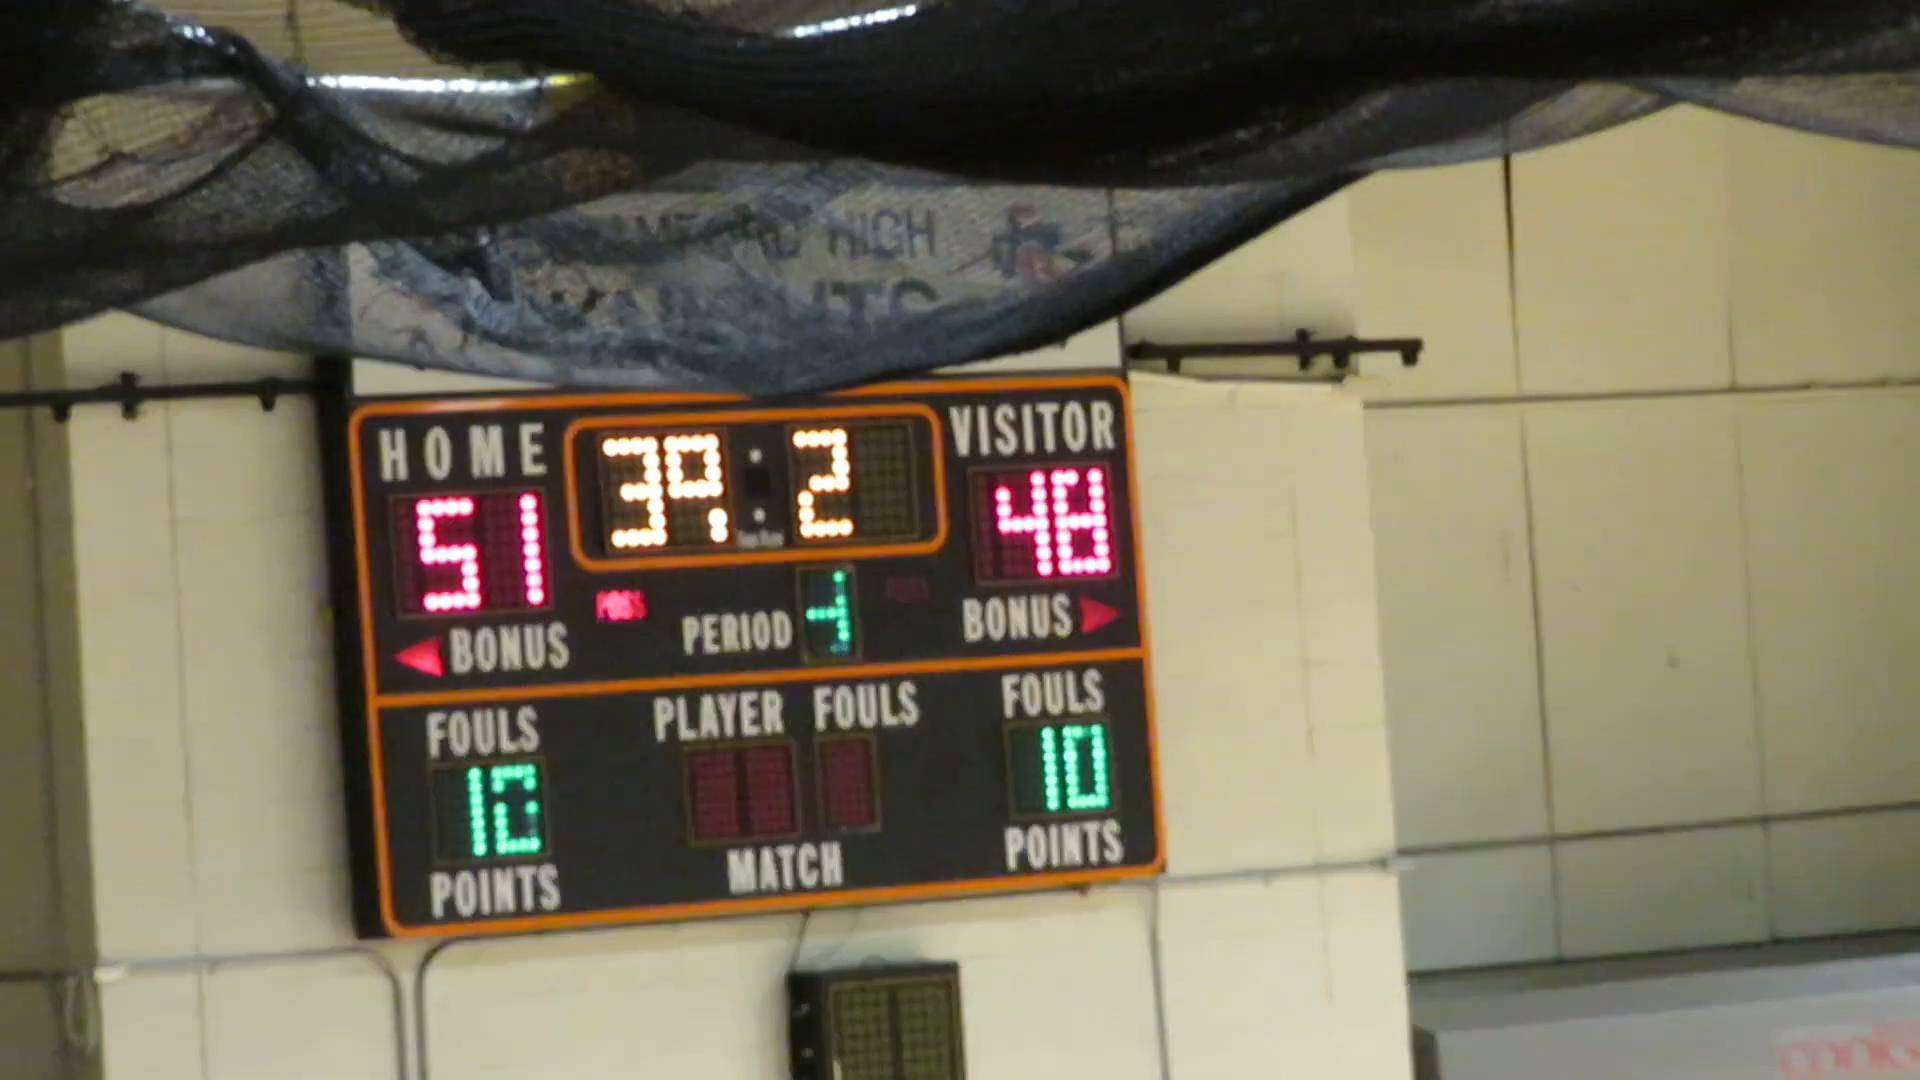 HIGH
HOME 39:2 VISITOR
51 48
BONUS POSS PERIOD 4 BONUS
FOULS PLAYER FOULS FOULS
10
POINTS MATCH POINTS